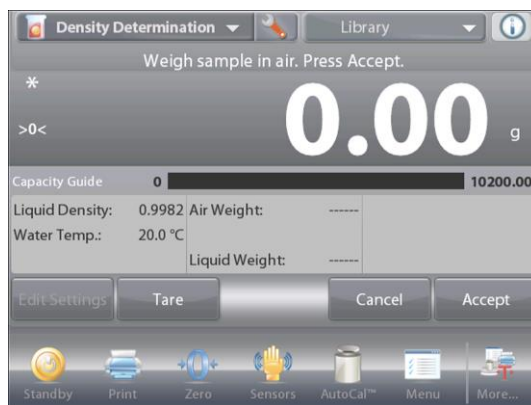 Density Determination Library
Weigh sample in air. Press Accept.
*
>0< 0.00 g
Capacity Guide 0 10200.00
Liquid Density: 0.9982 Air Weight: ------
Water Temp.: 20.0 °C
Liquid Weight: ------
Edit Settings Tare Cancel Accept
Standby Print Zero Sensors AutoCal™ Menu More...